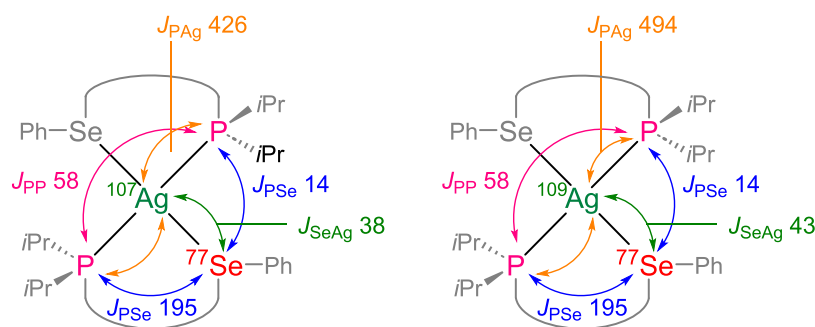 JPAg 426
JPAg 494
iPr
iPr
Ph Se P
Ph Se P
iPr
iPr
JPP 58
107Ag
JPSe 14
JPP 58
109Ag
JPSe 14
JSeAg 38
JSeAg 43
iPr
iPr
P
77Se Ph
P
77Se Ph
iPr
iPr
JPSe 195
JPSe 195